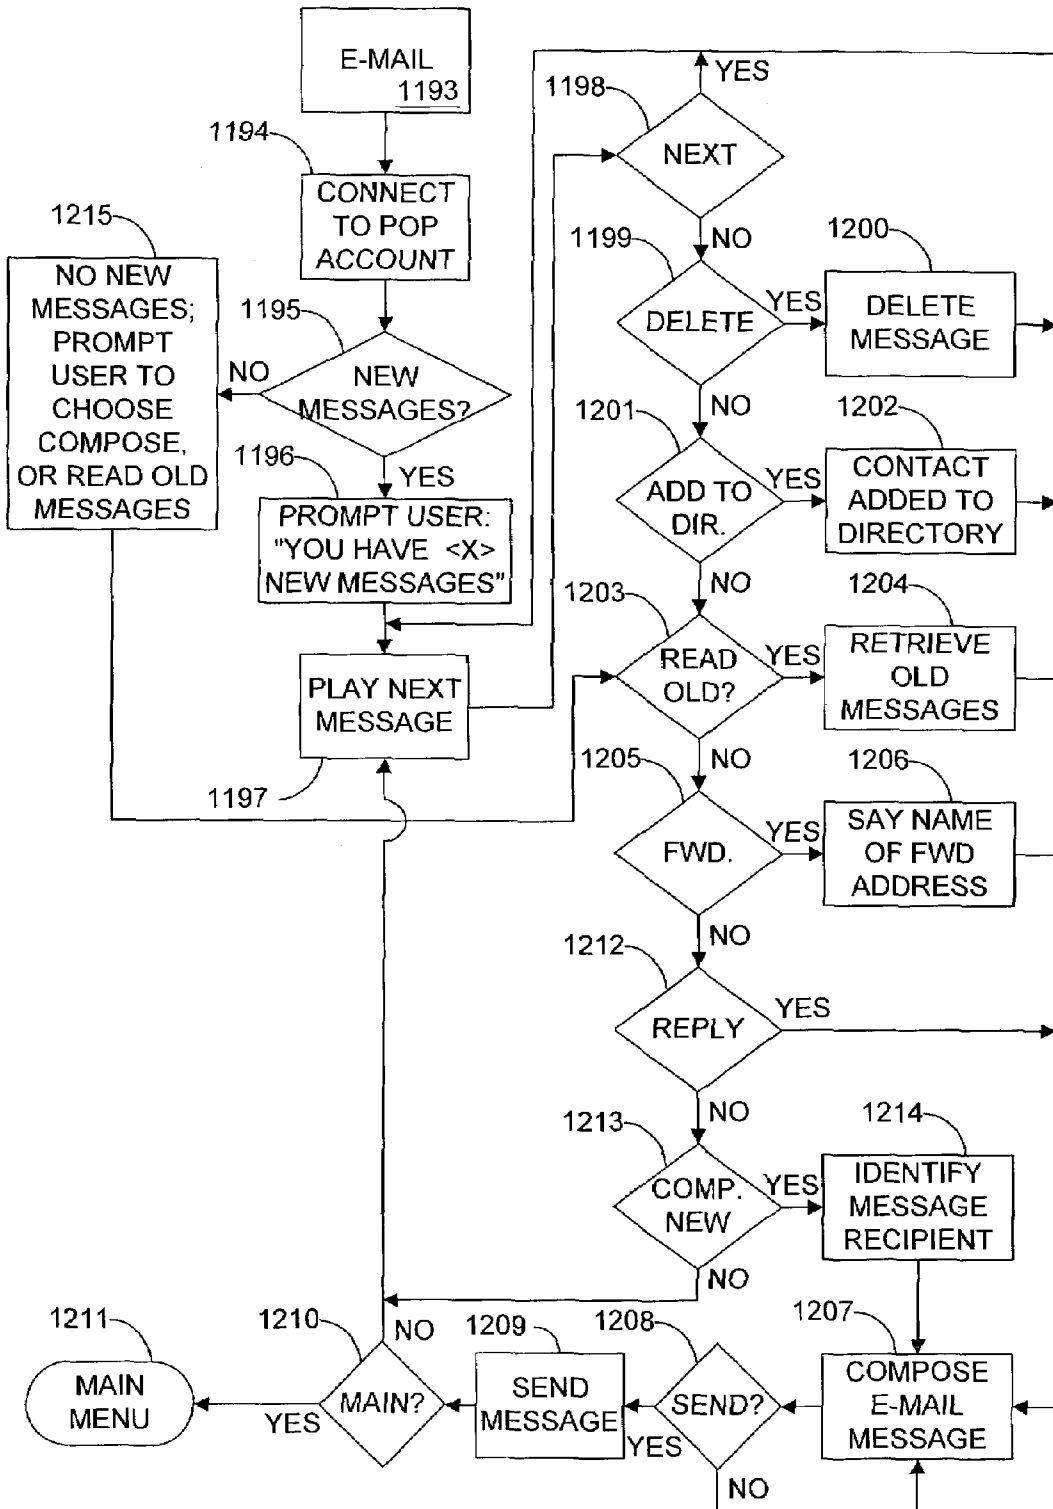 E-MAIL
1193
1194
CONNECT
TO POP
ACCOUNT
1215
NO NEW
MESSAGES;
PROMPT
USER TO
CHOOSE
COMPOSE,
OR READ OLD
MESSAGES
1195
NO
NEW
MESSAGES?
YES
1196
PROMPT USER:
"YOU HAVE <X>
NEW MESSAGES"
PLAY NEXT
MESSAGE
1197
YES
1198
NEXT
NO
1199
DELETE
YES
1200
DELETE
MESSAGE
NO
1201
ADD TO
DIR.
YES
1202
CONTACT
ADDED TO
DIRECTORY
NO
1203
READ
OLD?
YES
1204
RETRIEVE
OLD
MESSAGES
NO
1205
FWD.
YES
1206
SAY NAME
OF FWD
ADDRESS
NO
1212
REPLY
YES
NO
1213
COMP.
NEW
YES
1214
IDENTIFY
MESSAGE
RECIPIENT
NO
1207
COMPOSE
E-MAIL
MESSAGE
1208
SEND?
YES
NO
1209
SEND
MESSAGE
1210
NO
MAIN?
YES
1211
MAIN
MENU